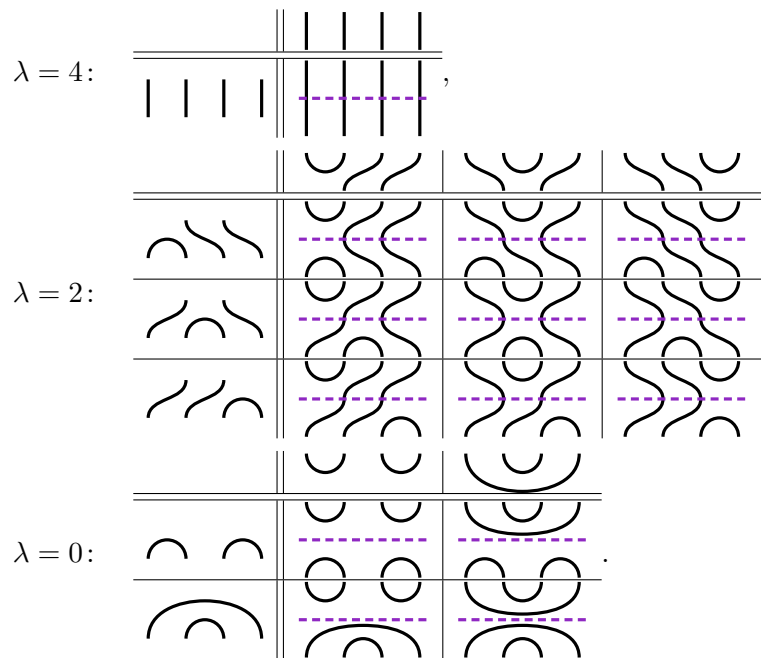 λ = 4: ,
λ = 2:
λ = 0: .